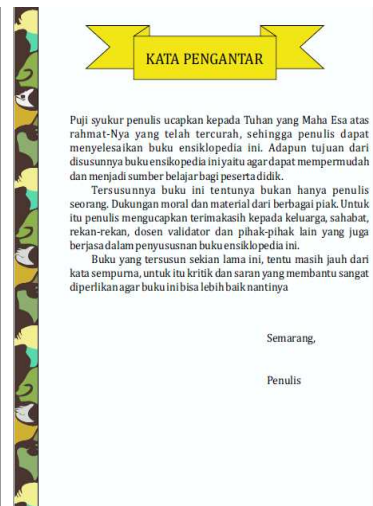 KATA PENGANTAR
Puji syukur penulis ucapkan kepada Tuhan yang Maha Esa atas
rahmat-Nya yang telah tercurah, sehingga penulis dapat
menyelesaikan buku ensiklopedia ini. Adapun tujuan dari
disusunnya buku ensikopedia ini yaitu agar dapat mempermudah
dan menjadi sumber belajar bagi peserta didik.
Tersusunnya buku ini tentunya bukan hanya penulis
seorang. Dukungan moral dan material dari berbagai piak. Untuk
itu penulis mengucapkan terimakasih kepada keluarga, sahabat,
rekan-rekan, dosen validator dan pihak-pihak lain yang juga
berjasa dalam penyususnan buku ensiklopedia ini.
Buku yang tersusun sekian lama ini, tentu masih jauh dari
kata sempurna, untuk itu kritik dan saran yang membantu sangat
diperlikan agar buku ini bisa lebih baik nantinya
Semarang,
Penulis